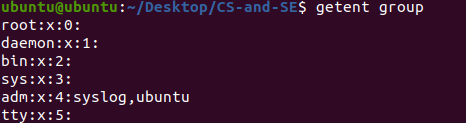 ubuntu@ubuntu:~/Desktop/CS-and-SE$ getent group
root:x:0:
daemon:x:1:
bin:x:2:
sys:x:3:
adm:x:4:syslog,ubuntu
tty:x:5: